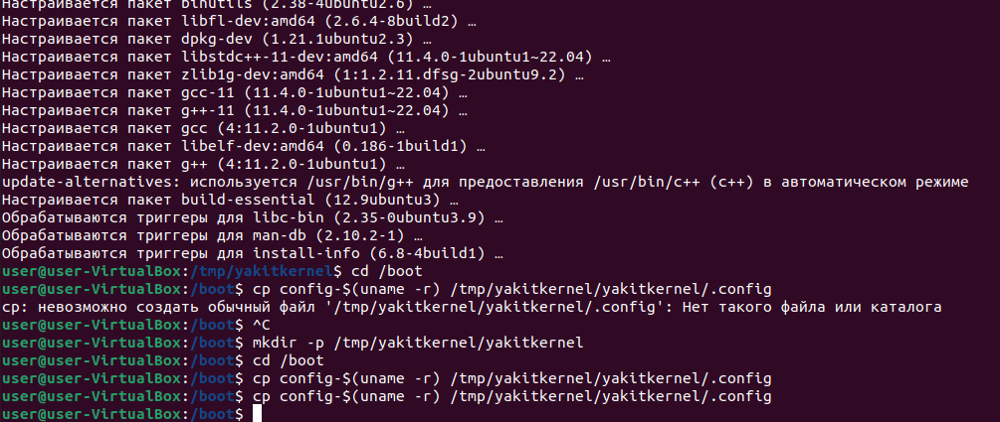 Настраивается пакет binutils (2.38-4ubuntu2.6) …
Настраивается пакет libfl-dev:amd64 (2.6.4-8build2) …
Настраивается пакет dpkg-dev (1.21.1ubuntu2.3) …
Настраивается пакет libstdc++-11-dev:amd64 (11.4.0-1ubuntu1~22.04) …
Настраивается пакет zlib1g-dev:amd64 (1:1.2.11.dfsg-2ubuntu9.2) …
Настраивается пакет gcc-11 (11.4.0-1ubuntu1~22.04) …
Настраивается пакет g++-11 (11.4.0-1ubuntu1~22.04) …
Настраивается пакет gcc (4:11.2.0-1ubuntu1) …
Настраивается пакет libelf-dev:amd64 (0.186-1build1) …
Настраивается пакет g++ (4:11.2.0-1ubuntu1) …
update-alternatives: используется /usr/bin/g++ для предоставления /usr/bin/c++ (c++) в автоматическом режиме
Настраивается пакет build-essential (12.9ubuntu3) …
Обрабатываются триггеры для libc-bin (2.35-0ubuntu3.9) …
Обрабатываются триггеры для man-db (2.10.2-1) …
Обрабатываются триггеры для install-info (6.8-4build1) …
user@user-VirtualBox:/tmp/yakitkernel$ cd /boot
user@user-VirtualBox:/boot$ cp config-$(uname -r) /tmp/yakitkernel/yakitkernel/.config
cp: невозможно создать обычный файл '/tmp/yakitkernel/yakitkernel/.config': Нет такого файла или каталога
user@user-VirtualBox:/boot$ ^C
user@user-VirtualBox:/boot$ mkdir -p /tmp/yakitkernel/yakitkernel
user@user-VirtualBox:/boot$ cd /boot
user@user-VirtualBox:/boot$ cp config-$(uname -r) /tmp/yakitkernel/yakitkernel/.config
user@user-VirtualBox:/boot$ cp config-$(uname -r) /tmp/yakitkernel/yakitkernel/.config
user@user-VirtualBox:/boot$